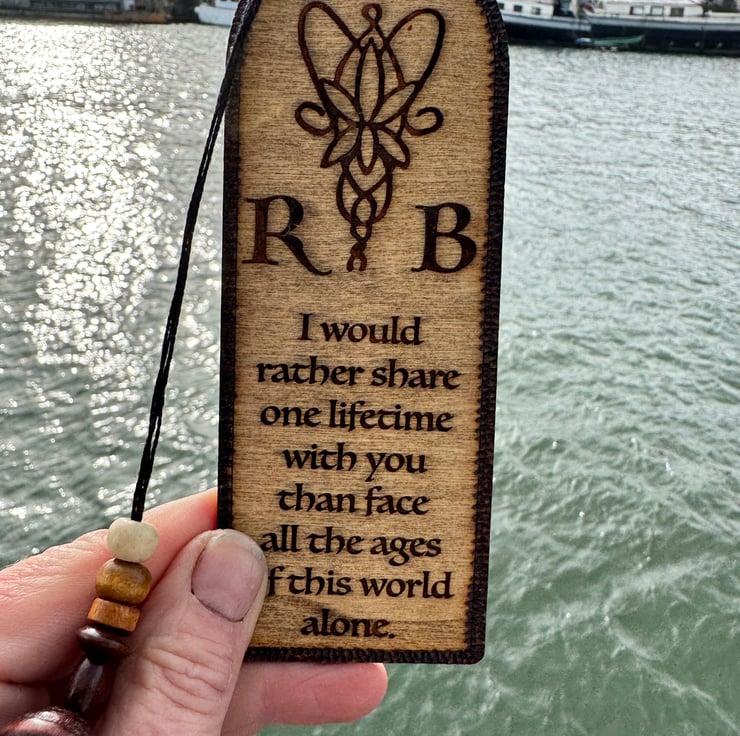 R B
I would
rather share
one lifetime
with you
than face
all the ages
f this world
alone.